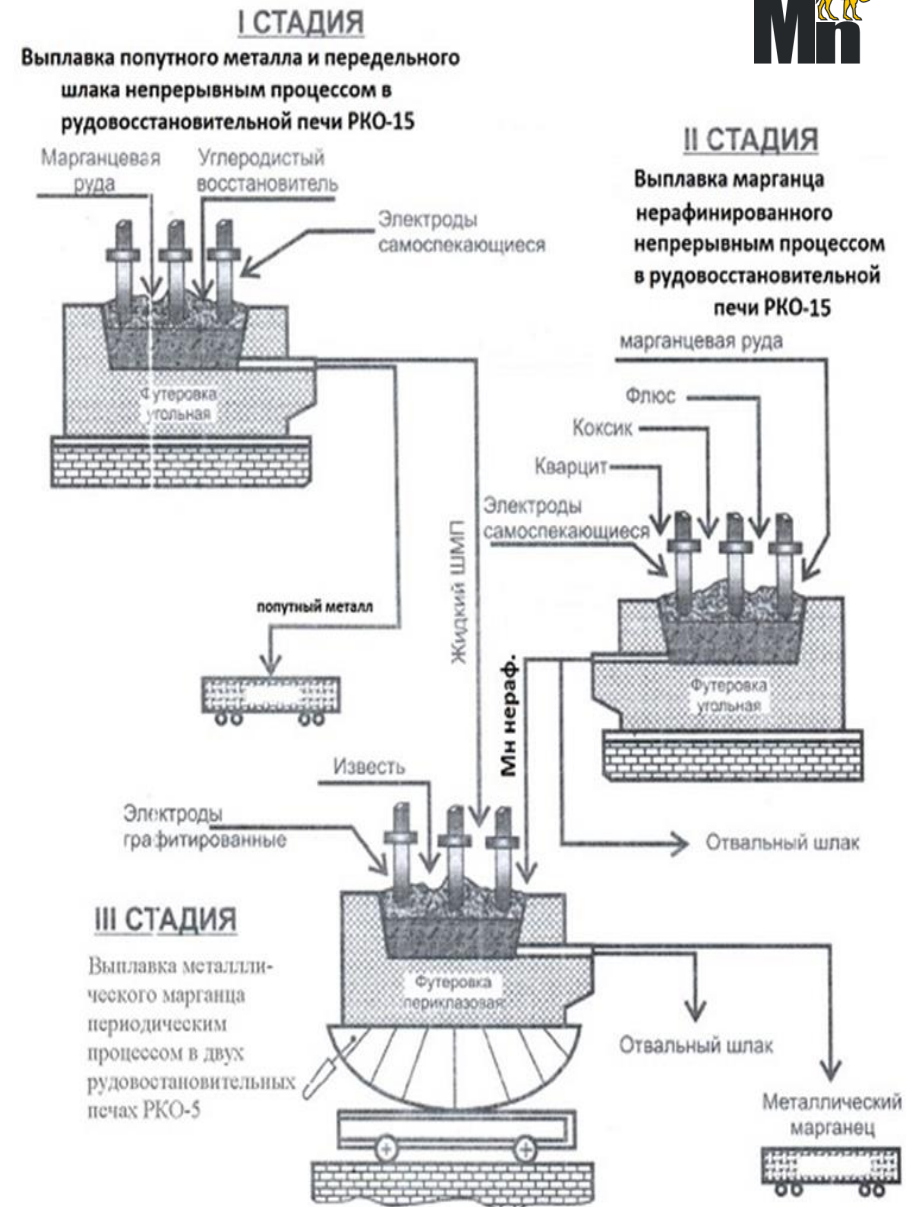 Mn
I СТАДИЯ
Выплавка попутного металла и передельного
шлака непрерывным процессом в
рудовосстановительной печи РКО-15
Марганцевая
руда
Углеродистый
восстановитель
Электроды
самоспекающиеся
Футеровка
угольная
попутный металл
Жидкий ШМП
II СТАДИЯ
Выплавка марганца
нерафинированного
непрерывным процессом
в рудовосстановительной
печи РКО-15
марганцевая руда
Флюс
Коксик
Кварцит
Электроды
самоспекающиеся
Футеровка
угольная
Мн нераф.
Отвальный шлак
Известь
Электроды
графитированные
III СТАДИЯ
Выплавка металлли-
ческого марганца
периодическим
процессом в двух
рудовостановительных
печах РКО-5
Футеровка
периклазовая
Отвальный шлак
Металлический
марганец